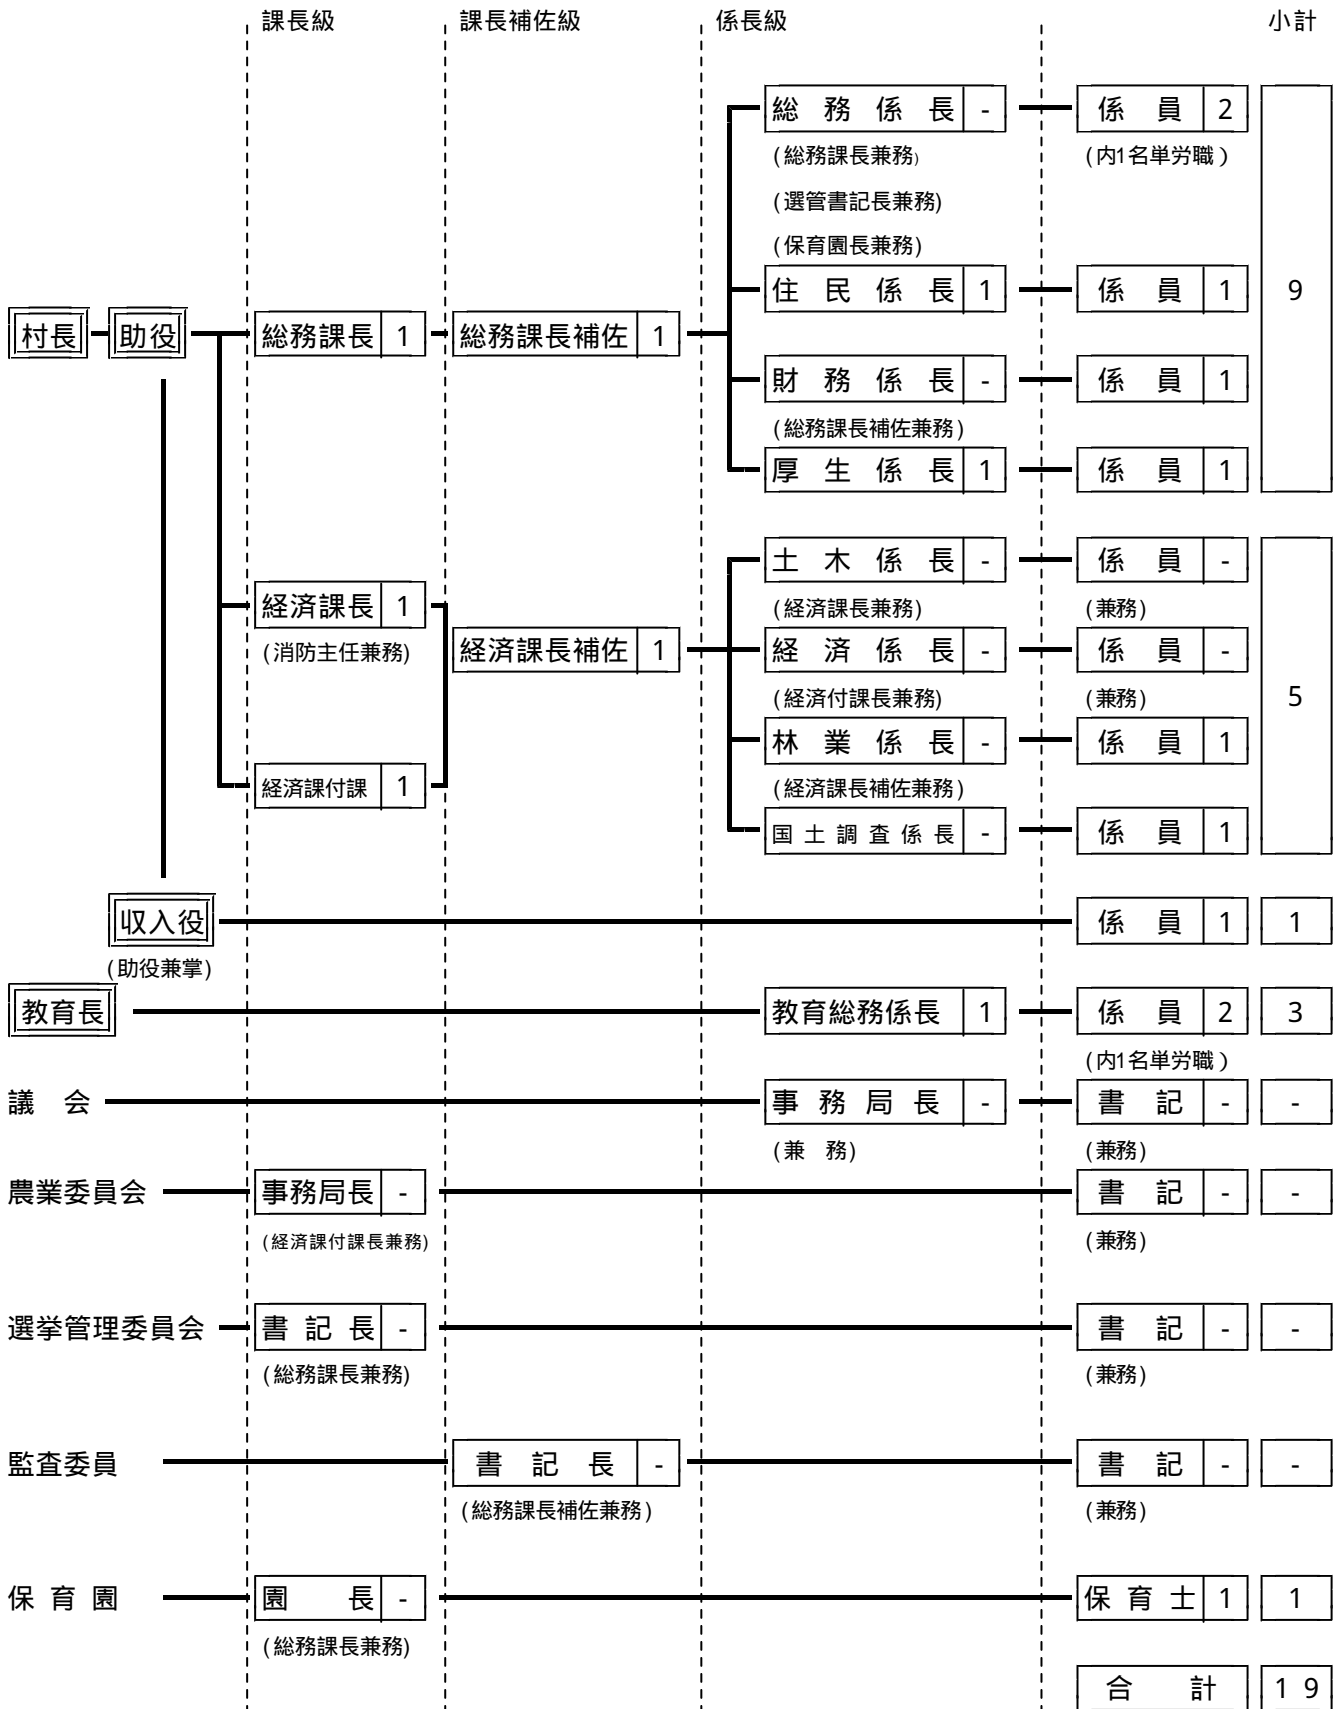 課長級 課長補佐級 係長級 小計
総務係長 - 係員 2
(総務課長兼務) (内1名単労職)
(選管書記長兼務)
(保育園長兼務)
住民係長 1 係員 1 9
村長 助役 総務課長 1 総務課長補佐 1
財務係長 - 係員 1
(総務課長補佐兼務)
厚生係長 1 係員 1
土木係長 - 係員 -
経済課長 1 (経済課長兼務) (兼務)
(消防主任兼務) 経済課長補佐 1 経済係長 - 係員 -
(経済付課長兼務) (兼務) 5
林業係長 - 係員 1
経済課付課 1 (経済課長補佐兼務)
国土調査係長 - 係員 1
収入役 係員 1 1
(助役兼掌)
教育長 教育総務係長 1 係員 2 3
(内1名単労職)
議会 事務局長 - 書記 - -
(兼務) (兼務)
農業委員会 事務局長 - 書記 - -
(経済課付課長兼務) (兼務)
選挙管理委員会 書記長 - 書記 - -
(総務課長兼務) (兼務)
監査委員 書記長 - 書記 - -
(総務課長補佐兼務) (兼務)
保育園 園長 - 保育士 1 1
(総務課長兼務)
合計 19